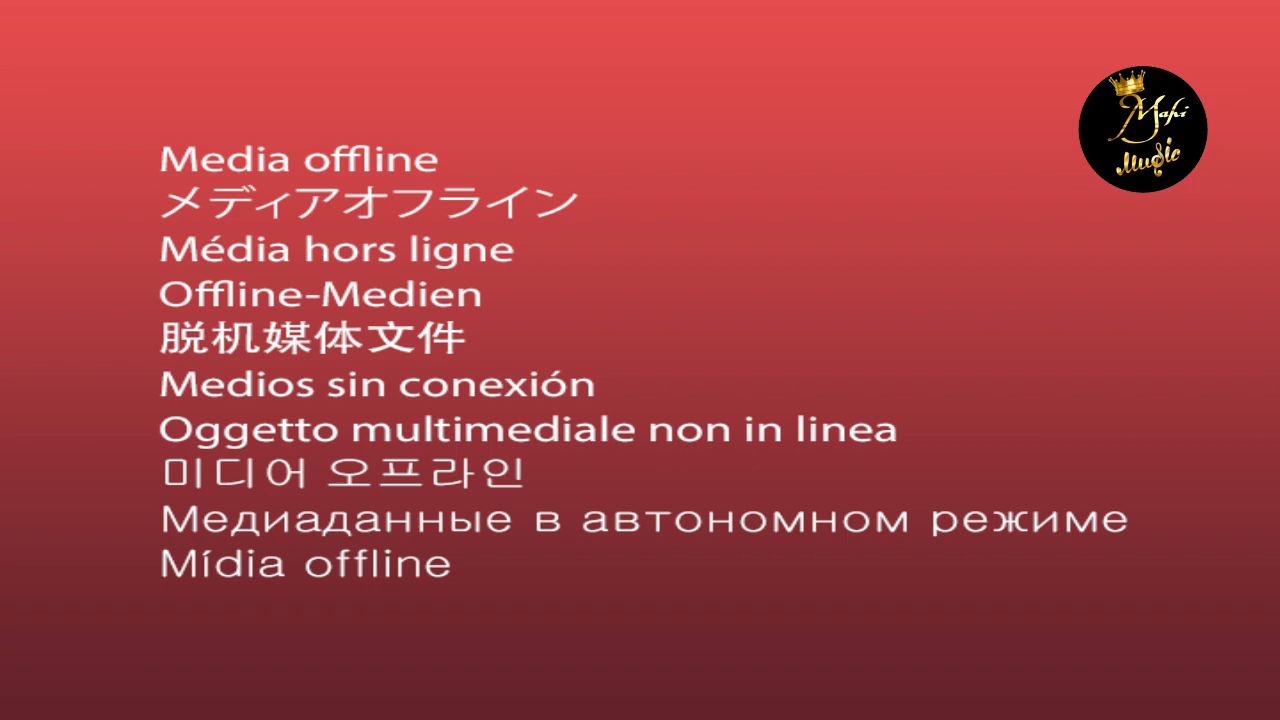 Media offline
メディアオフライン
Média hors ligne
Offline-Medien
脱机媒体文件
Medios sin conexión
Oggetto multimediale non in linea
미디어 오프라인
Медиаданные в автономном режиме
Mídia offline
Mahi
Music